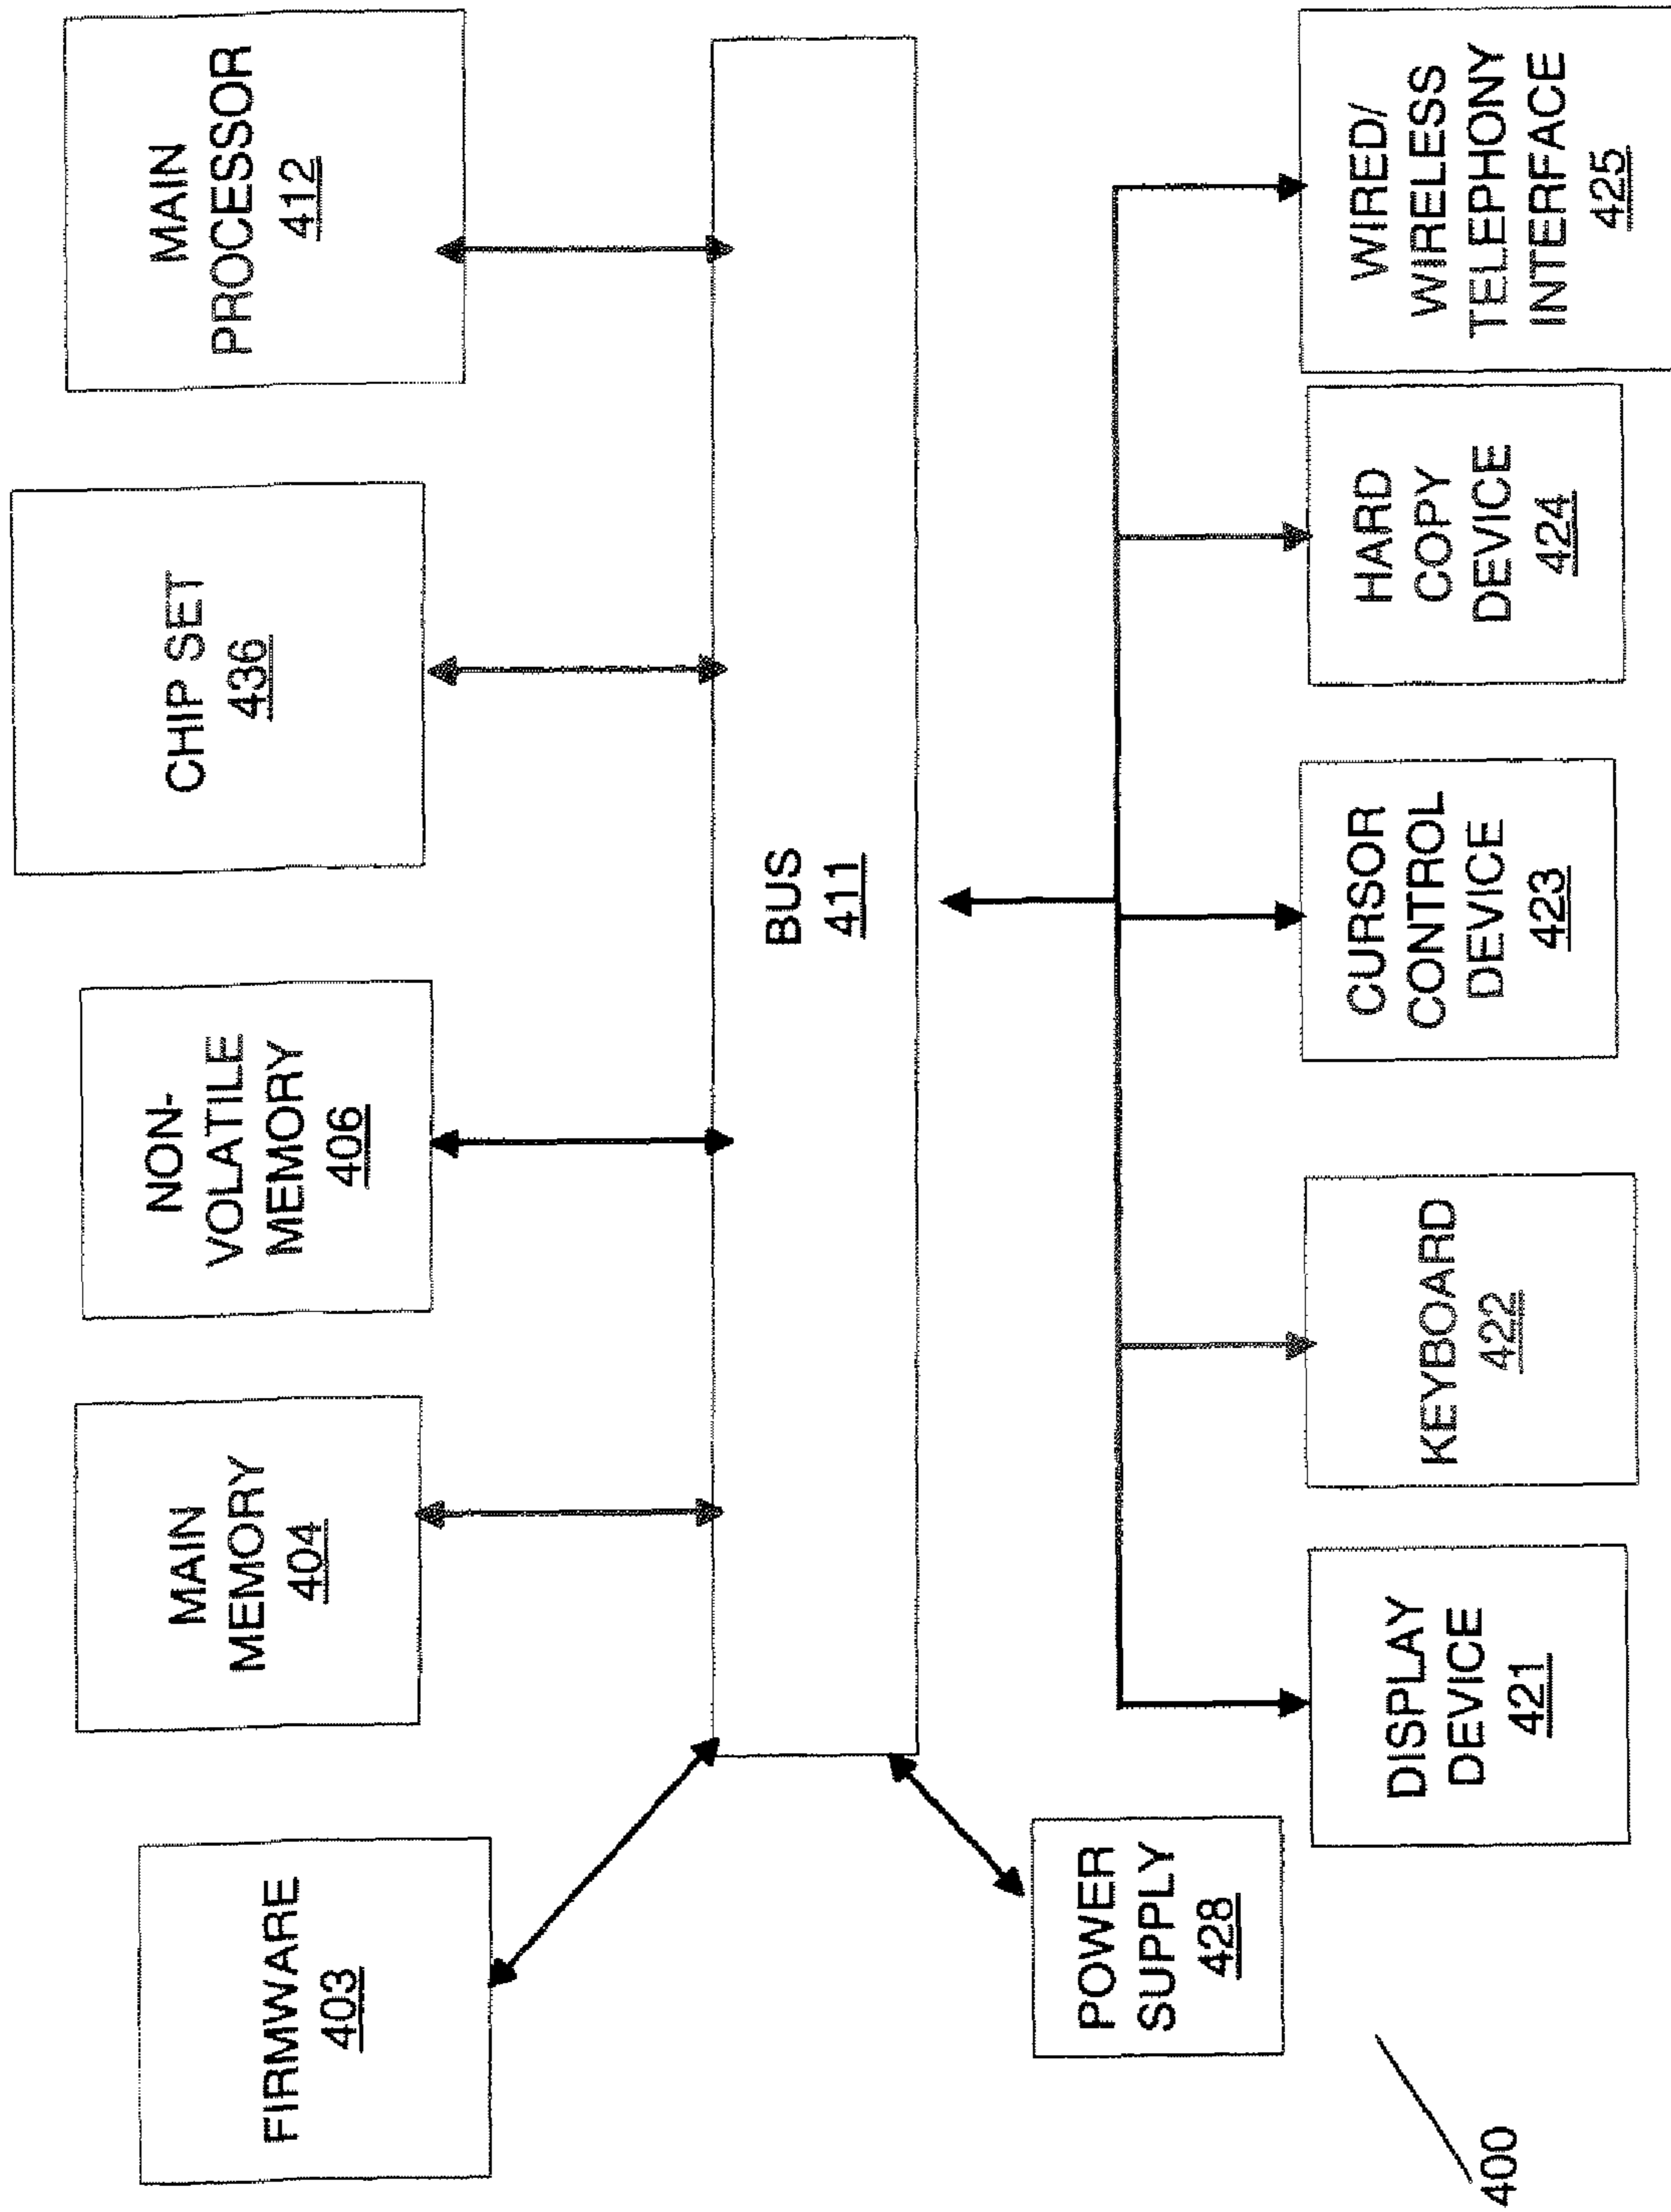 FIRMWARE
403
MAIN
MEMORY
404
NON-
VOLATILE
MEMORY
406
CHIP SET
436
MAIN
PROCESSOR
412
BUS
411
POWER
SUPPLY
428
DISPLAY
DEVICE
421
KEYBOARD
422
CURSOR
CONTROL
DEVICE
423
HARD
COPY
DEVICE
424
WIRED/
WIRELESS
TELEPHONY
INTERFACE
425
400